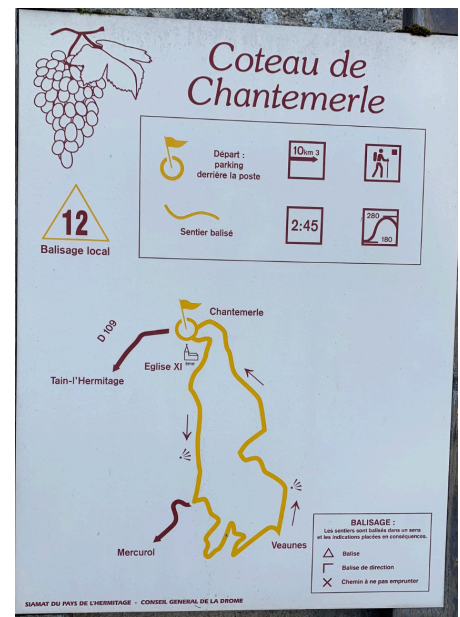 Coteau de
Chantemerle
Départ :
parking
derrière la poste
10km 3
12
Balisage local
Sentier balisé
2:45
280
180
Chantemerle
D 109
Eglise XI
ème
Tain-l'Hermitage
Mercurol
Veaunes
BALISAGE :
Les sentiers sont balisés dans un sens
et les indications placées en conséquences.
Balise
Balise de direction
Chemin à ne pas emprunter
SIAMAT DU PAYS DE L'HERMITAGE - CONSEIL GENERAL DE LA DROME